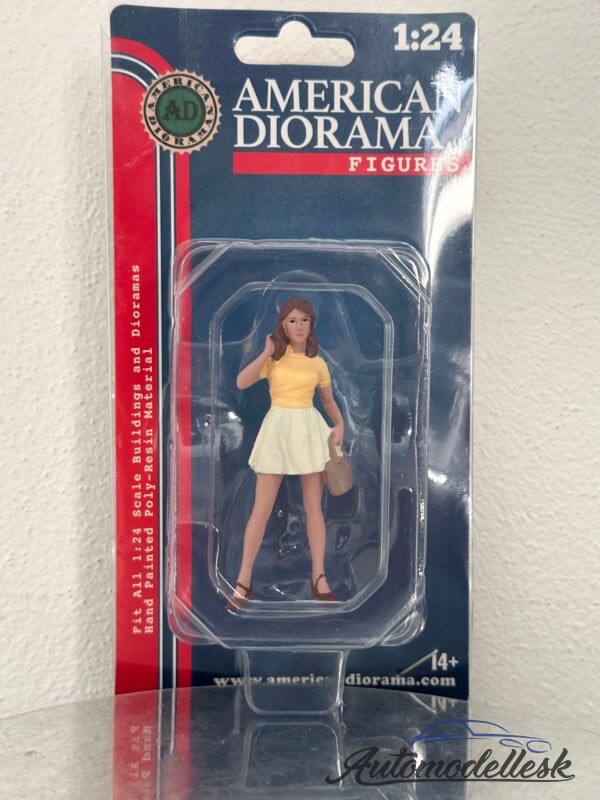 1:24
AMERICAN
DIORAMAS
AD
AMERICAN
DIORAMA
FIGURES
Fit All 1:24 Scale Buildings and Dioramas
Hand Painted Poly-Resin Material
14+
www.americandiorama.com
Automodellesk